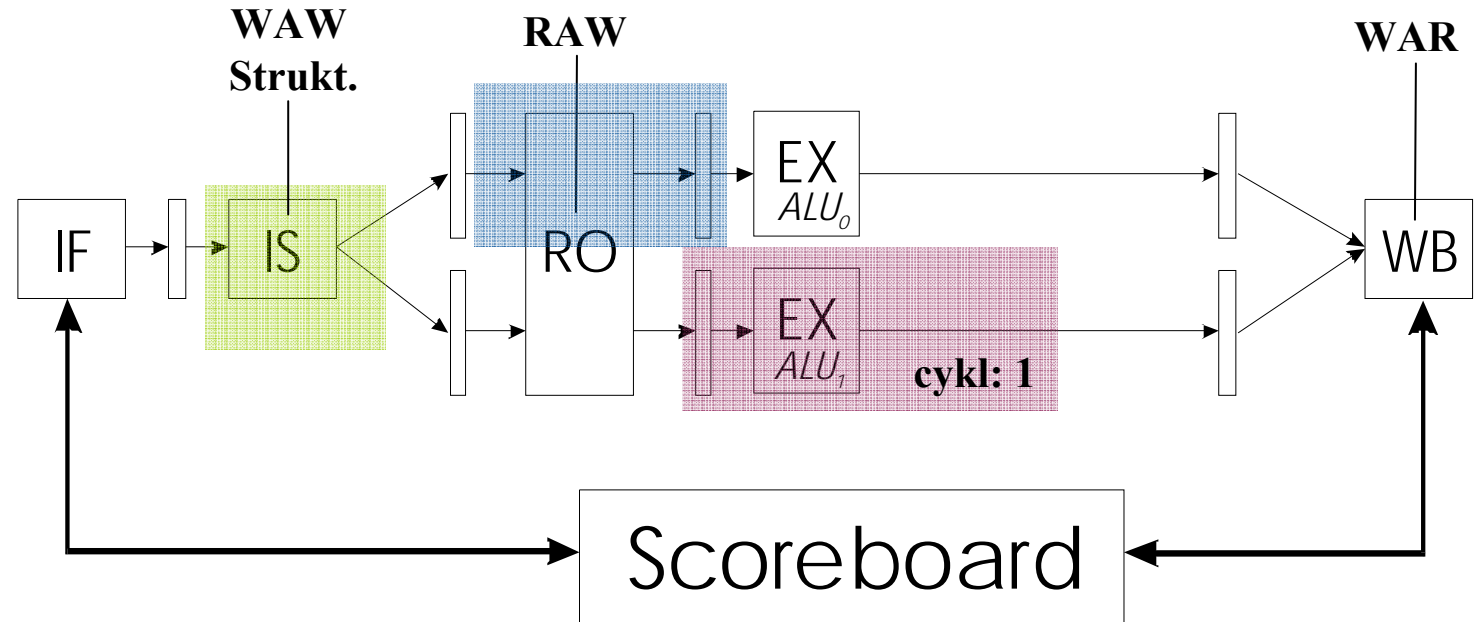 WAW
Strukt.
RAW
WAR
IF
IS
RO
EX
ALU₀
WB
EX
ALU₁
cykl: 1
Scoreboard